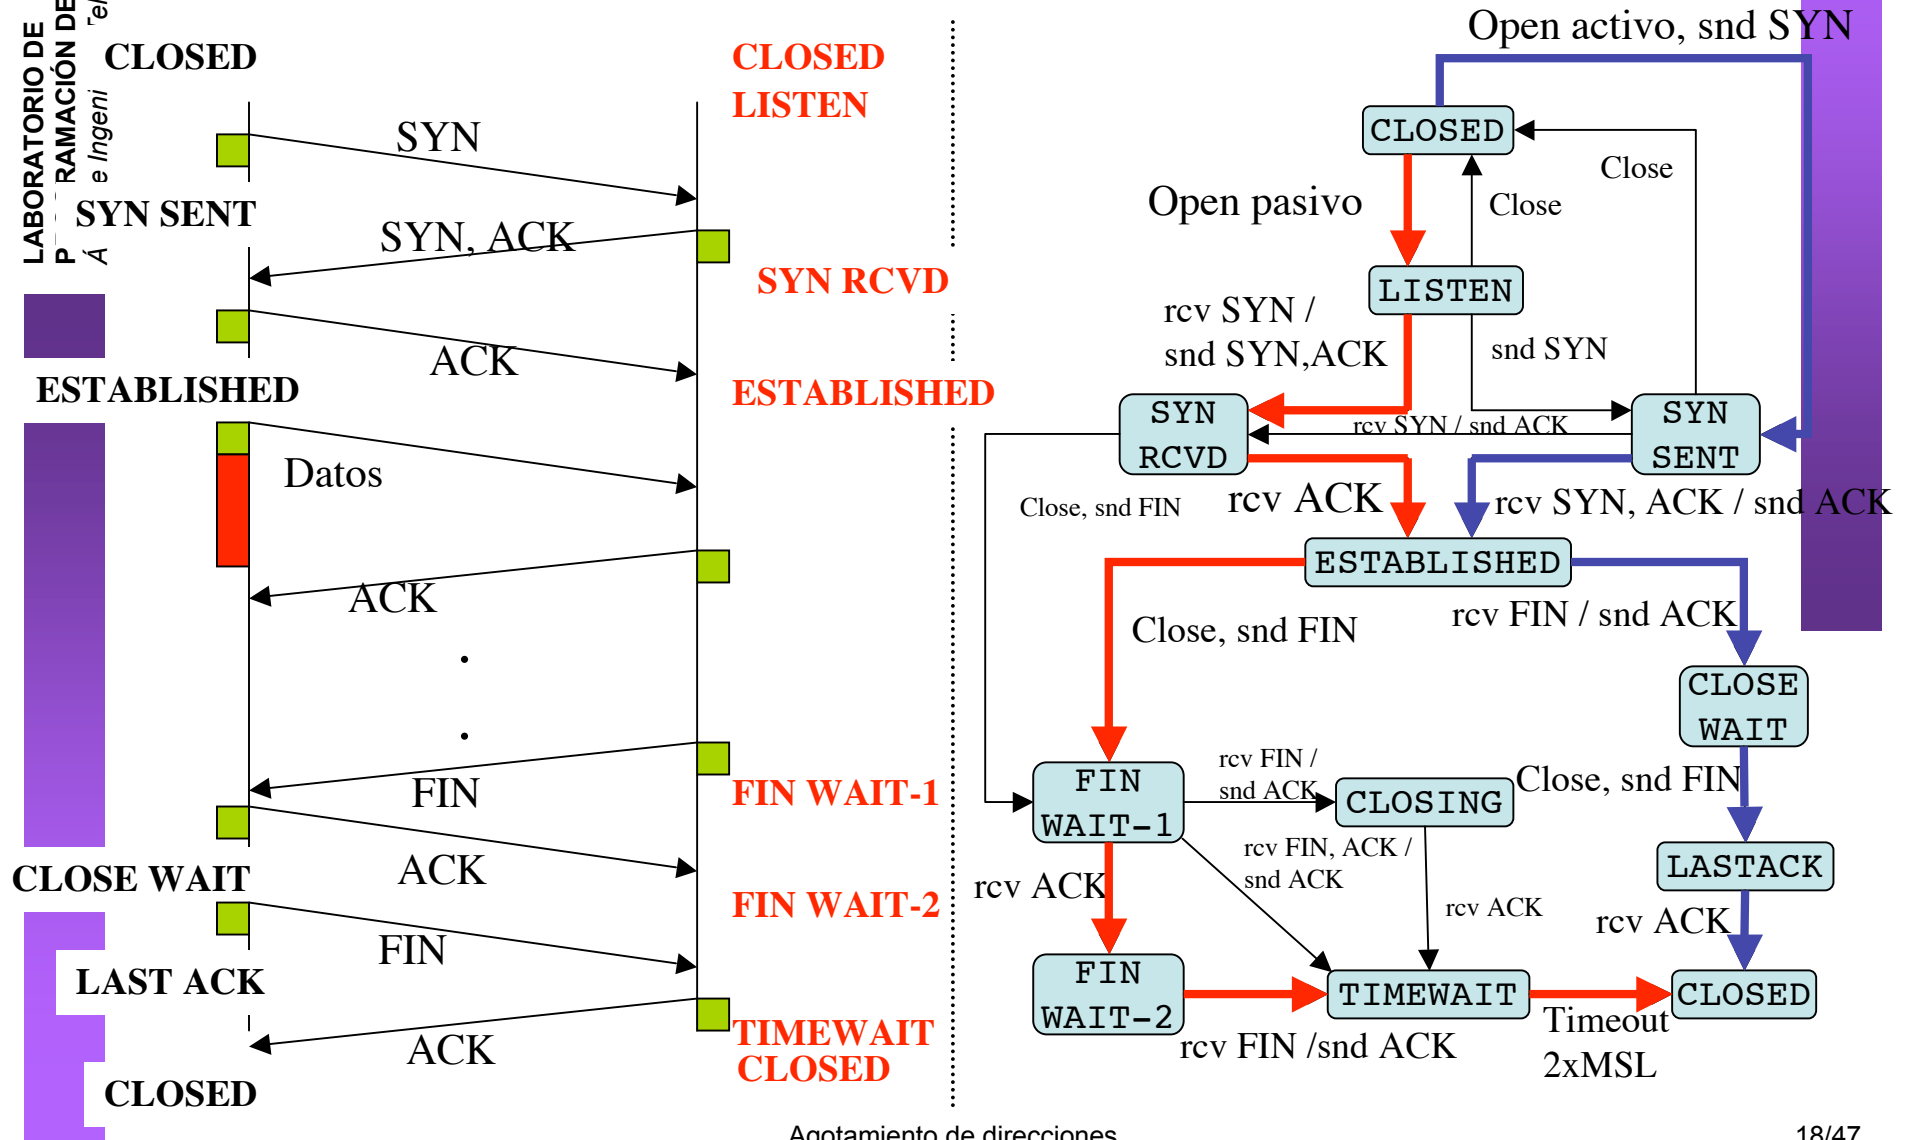 LABORATORIO DE
RAMACIÓN DE
e Ingeni
CLOSED
SYN
SYN SENT
SYN, ACK
ACK
ESTABLISHED
Datos
ACK
.
.
FIN
ACK
CLOSE WAIT
FIN
LAST ACK
ACK
CLOSED
CLOSED
LISTEN
SYN RCVD
ESTABLISHED
FIN WAIT-1
FIN WAIT-2
TIMEWAIT
CLOSED
Open activo, snd SYN
CLOSED
Close
Open pasivo
Close
LISTEN
rcv SYN /
snd SYN,ACK
snd SYN
SYN
RCVD
rcv SYN / snd ACK
SYN
SENT
Close, snd FIN
rcv ACK
rcv SYN, ACK / snd ACK
ESTABLISHED
Close, snd FIN
rcv FIN / snd ACK
CLOSE
WAIT
FIN
WAIT-1
rcv FIN /
snd ACK
CLOSING
Close, snd FIN
rcv FIN, ACK /
snd ACK
LASTACK
rcv ACK
rcv ACK
rcv ACK
FIN
WAIT-2
TIMEWAIT
CLOSED
rcv FIN /snd ACK
Timeout
2xMSL
Agotamiento de direcciones
18/47